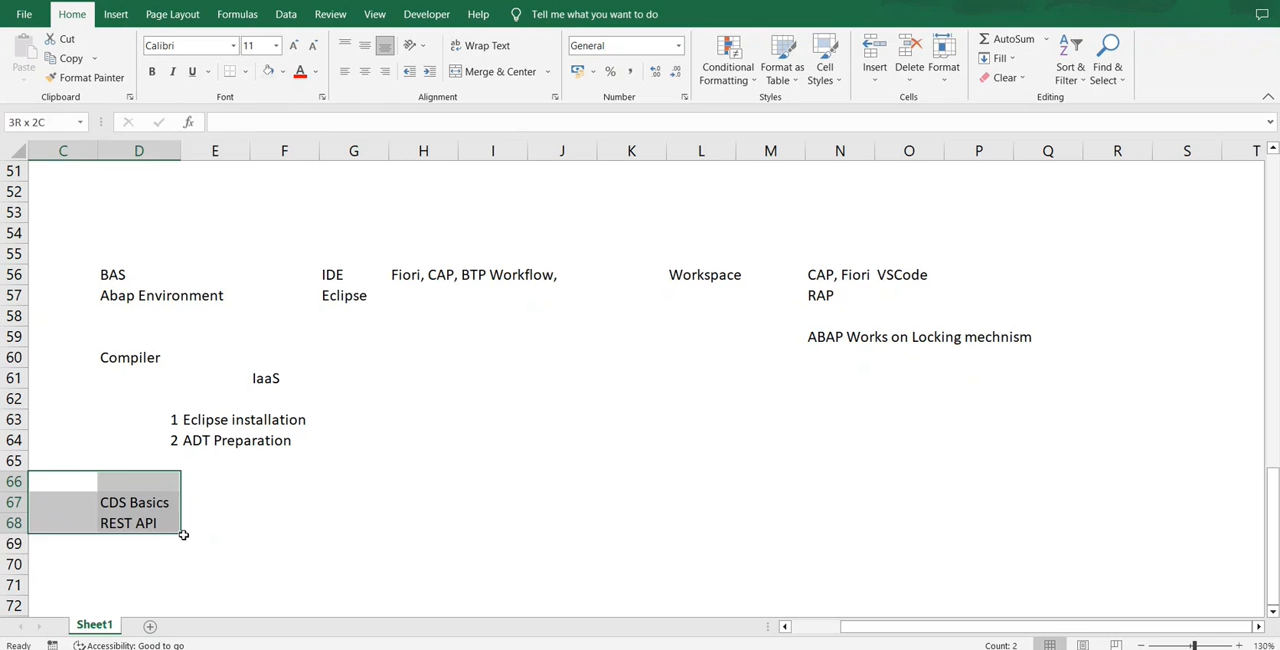 File Home Insert Page Layout Formulas Data Review View Developer Help Tell me what you want to do
Paste Cut Copy Format Painter Clipboard
Calibri 11 B I U Font
Wrap Text Merge & Center Alignment
General % , Number
Conditional Formatting Format as Table Cell Styles Styles
Insert Delete Format Cells
AutoSum Fill Clear Sort & Filter Find & Select Editing
3R x 2C fx
C D E F G H I J K L M N O P Q R S T
51
52
53
54
55
56 BAS IDE Fiori, CAP, BTP Workflow, Workspace CAP, Fiori VSCode
57 Abap Environment Eclipse RAP
58
59 ABAP Works on Locking mechnism
60 Compiler
61 IaaS
62
63 1 Eclipse installation
64 2 ADT Preparation
65
66
67 CDS Basics
68 REST API
69
70
71
72
Sheet1
Ready Accessibility: Good to go Count: 2 130%